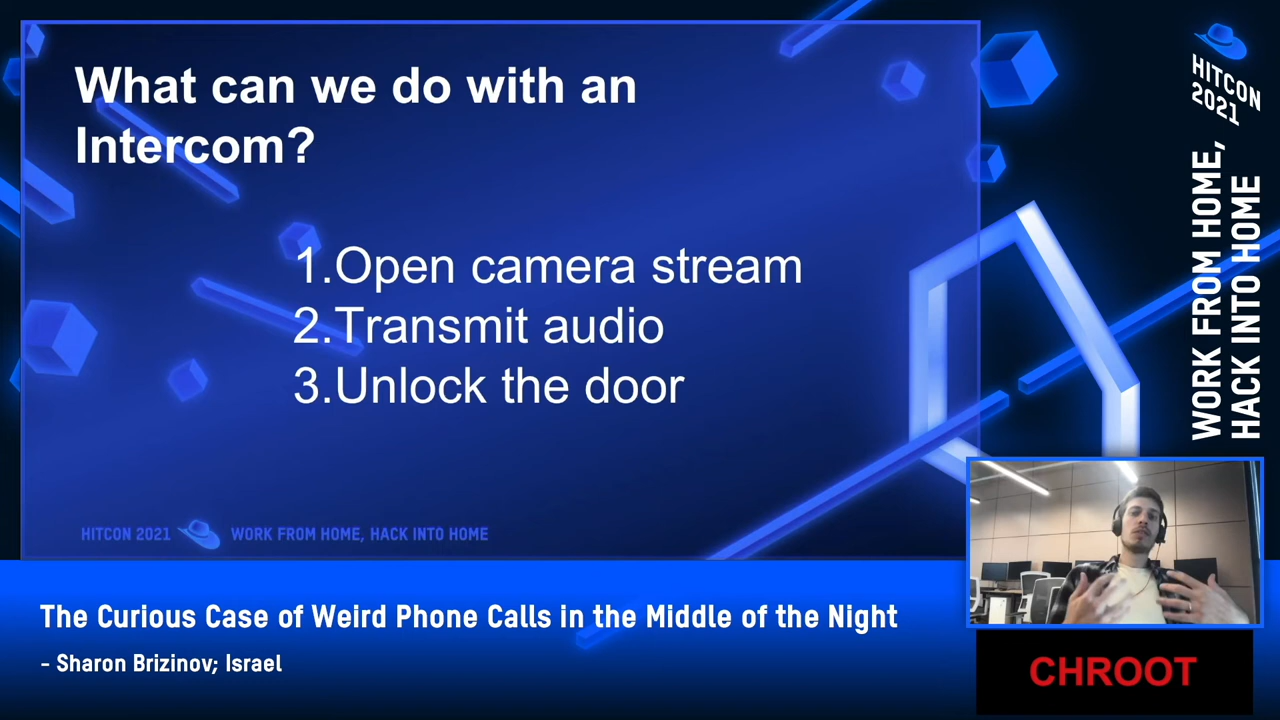 What can we do with an
Intercom?
1.Open camera stream
2.Transmit audio
3.Unlock the door
HITCON 2021 WORK FROM HOME, HACK INTO HOME
HITCON
2021
WORK FROM HOME,
HACK INTO HOME
The Curious Case of Weird Phone Calls in the Middle of the Night
- Sharon Brizinov; Israel
CHROOT